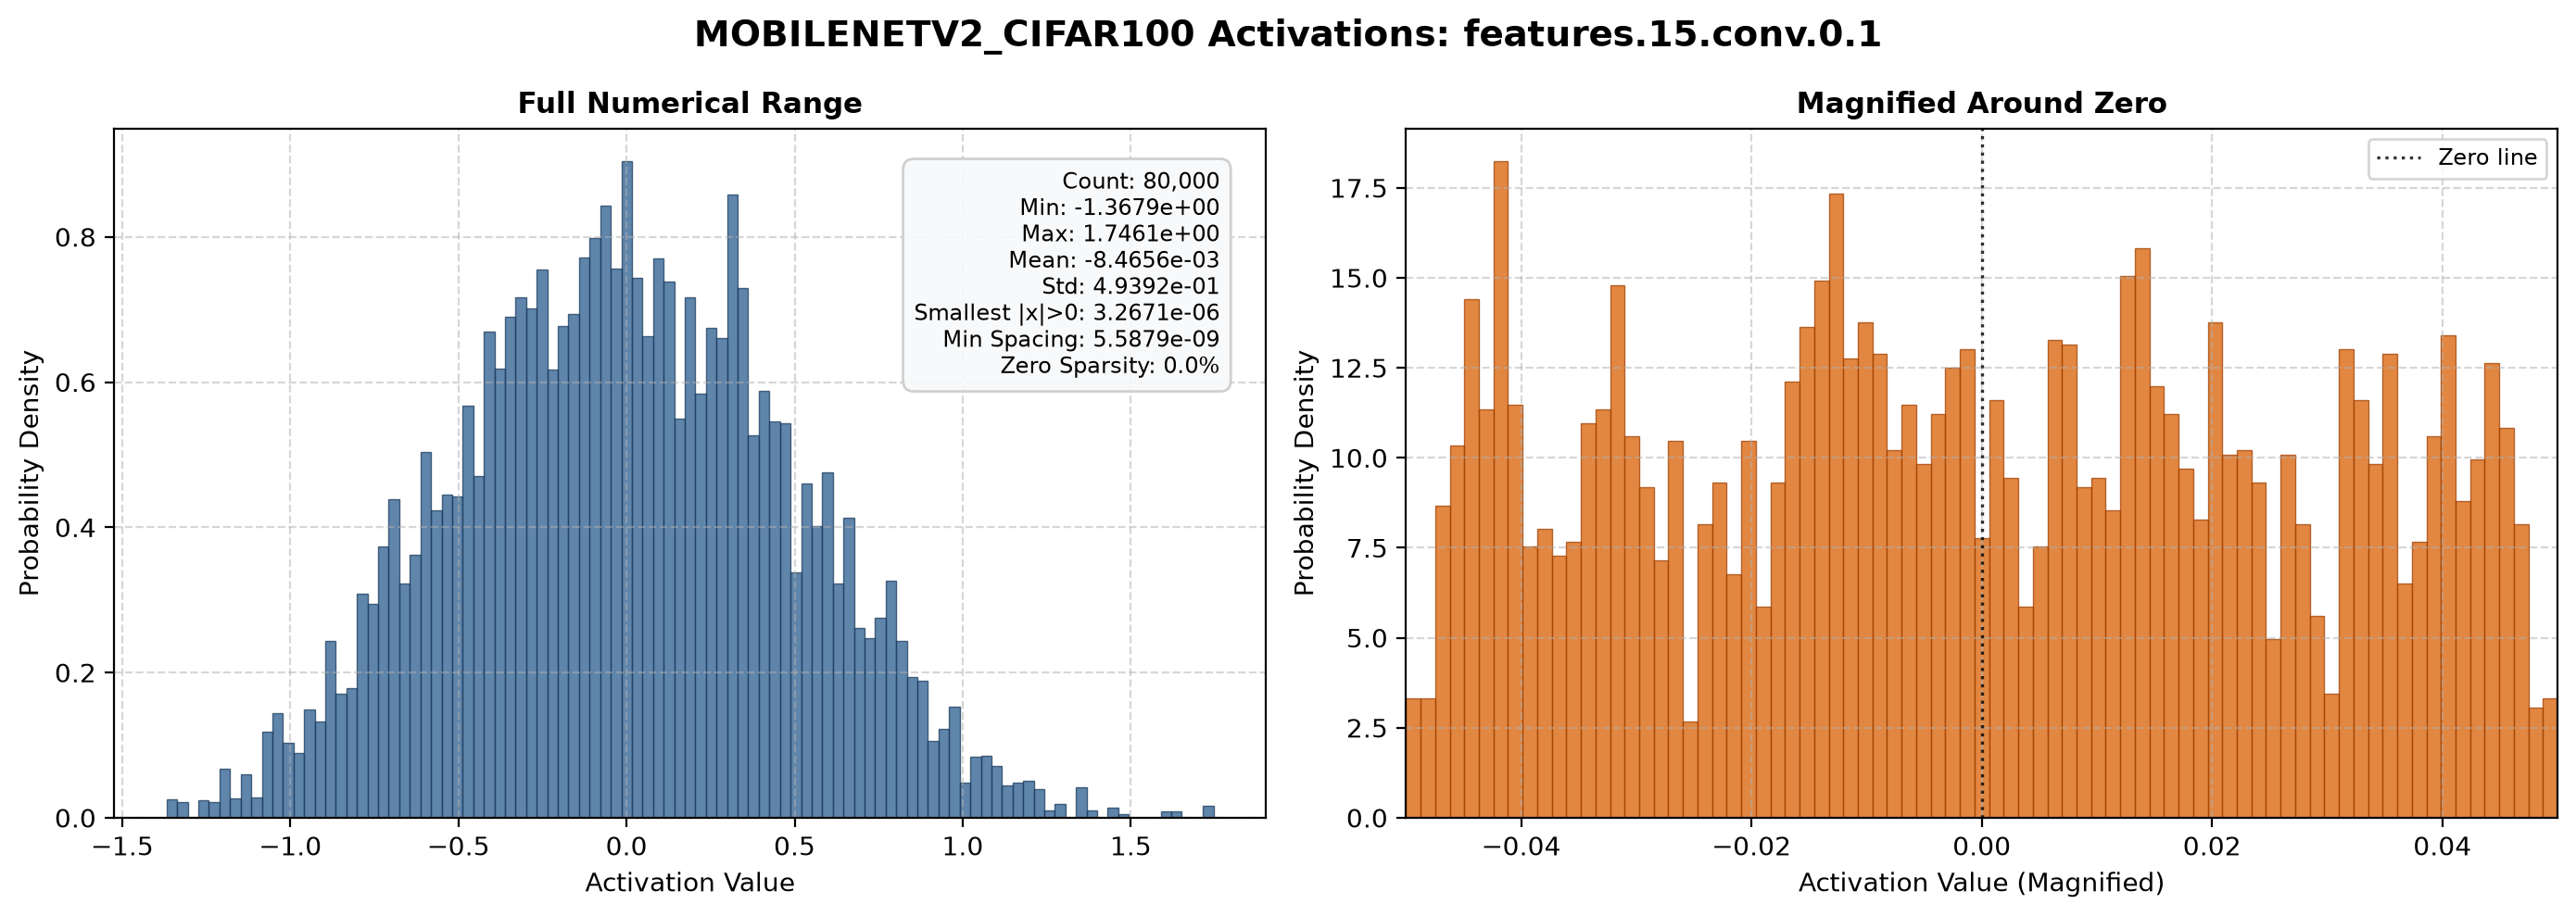 MOBILENETV2_CIFAR100 Activations: features.15.conv.0.1
Full Numerical Range
Probability Density
0.8
0.6
0.4
0.2
0.0
Count: 80,000
Min: -1.3679e+00
Max: 1.7461e+00
Mean: -8.4656e-03
Std: 4.9392e-01
Smallest |x|>0: 3.2671e-06
Min Spacing: 5.5879e-09
Zero Sparsity: 0.0%
−1.5 −1.0 −0.5 0.0 0.5 1.0 1.5
Activation Value
Magnified Around Zero
Probability Density
17.5
15.0
12.5
10.0
7.5
5.0
2.5
0.0
Zero line
−0.04 −0.02 0.00 0.02 0.04
Activation Value (Magnified)